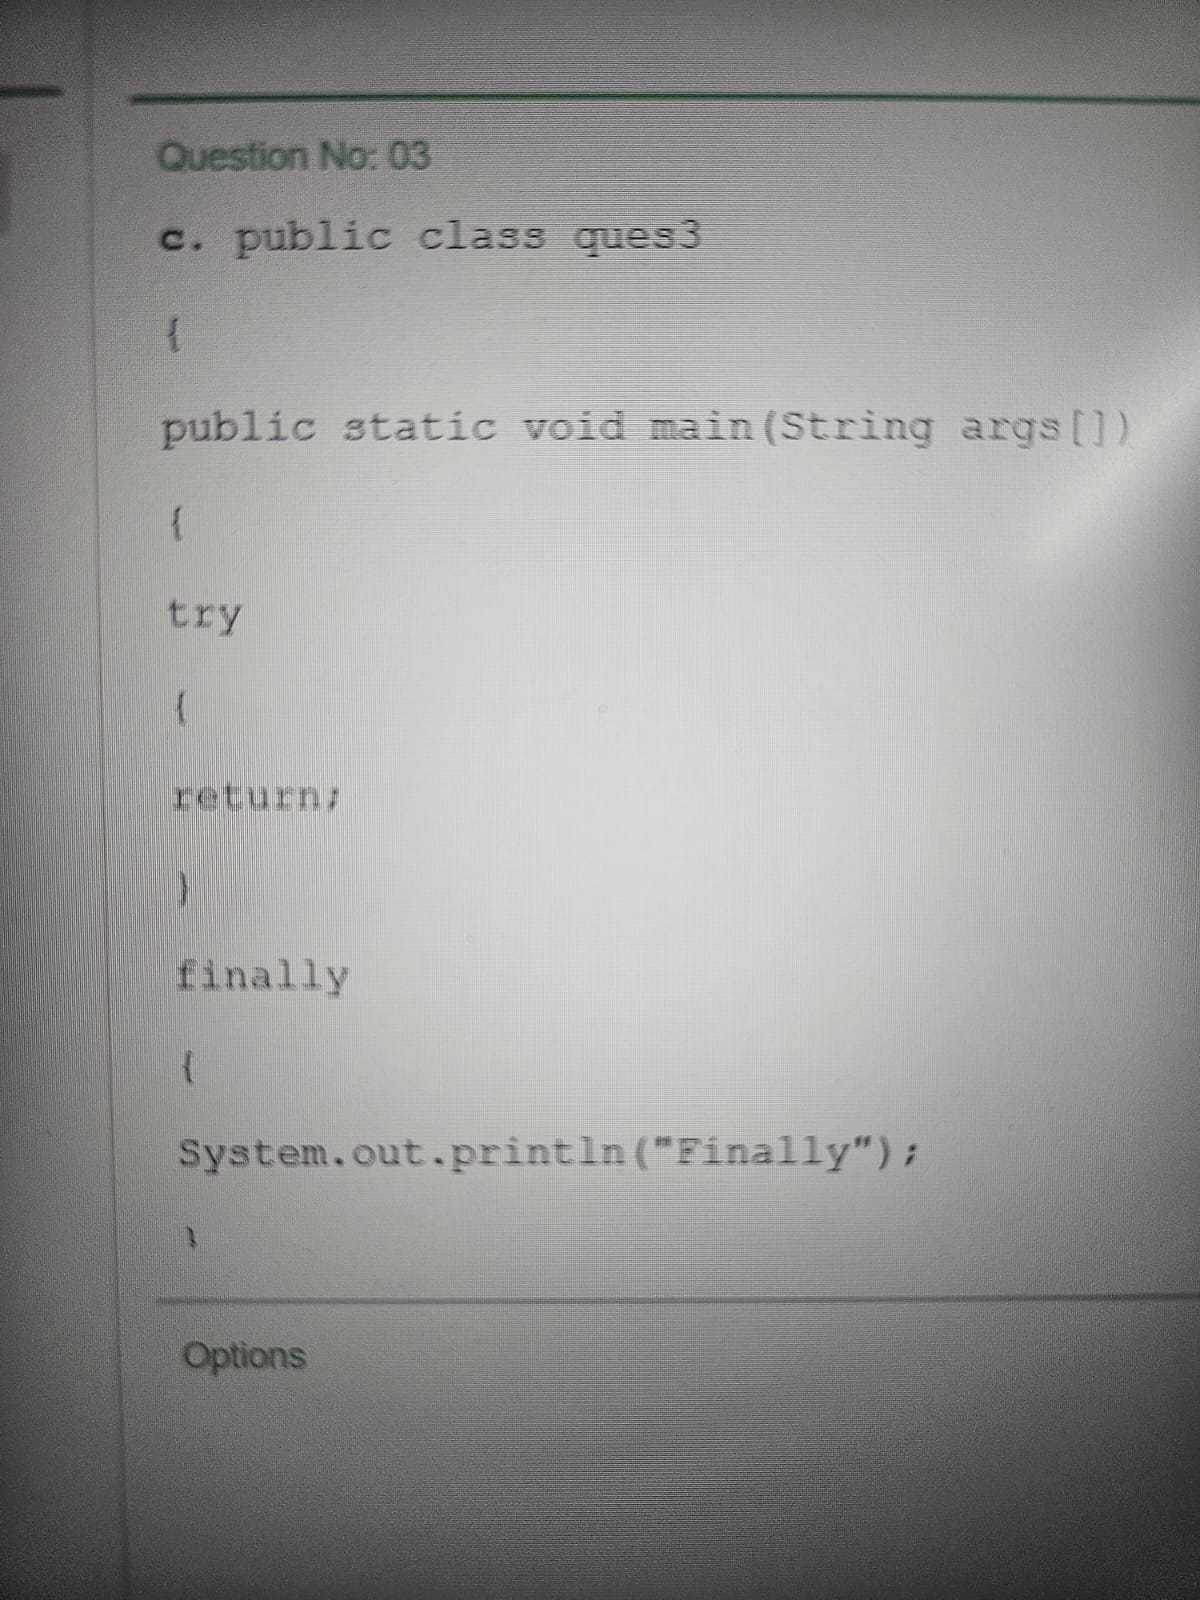 Question No: 03
c. public class ques3
{
public static void main(String args[])
{
try
{
return;
}
finally
{
System.out.println("Finally");
}
Options